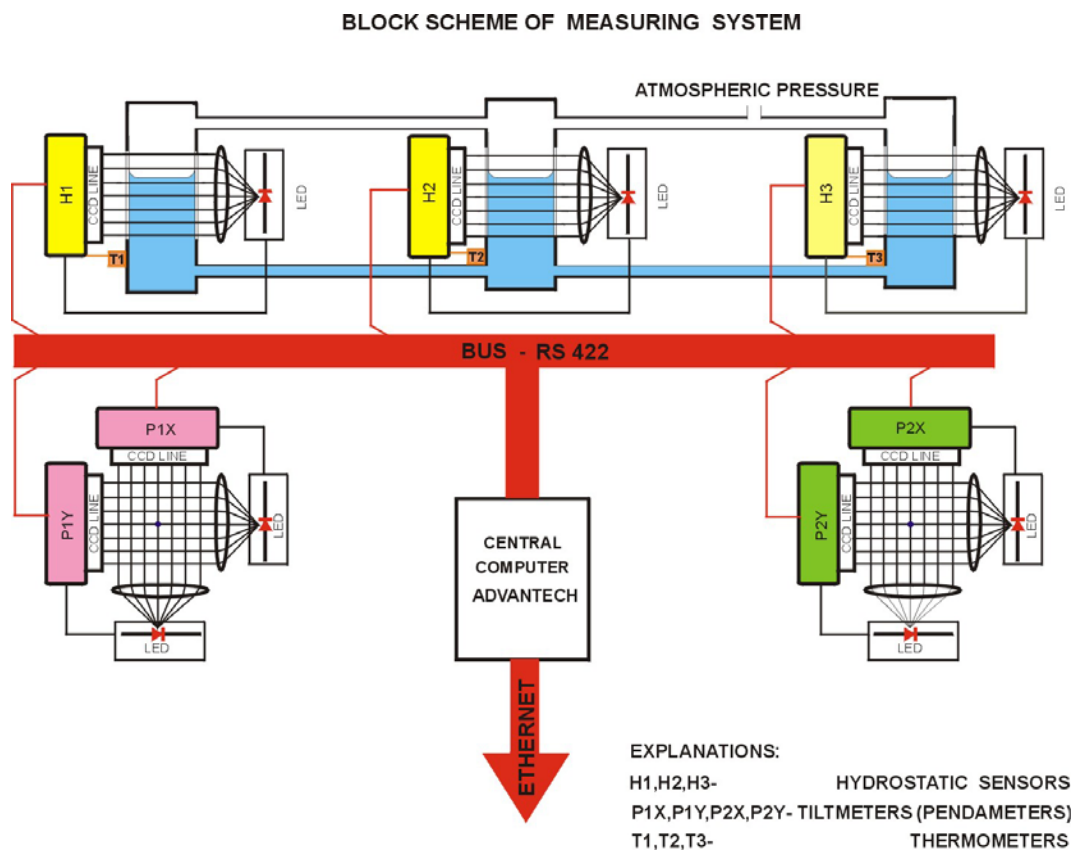 BLOCK SCHEME OF MEASURING SYSTEM
ATMOSPHERIC PRESSURE
H1
CCD LINE
T1
LED
H2
CCD LINE
T2
LED
H3
CCD LINE
T3
LED
BUS - RS 422
P1X
CCD LINE
P1Y
CCD LINE
LED
LED
P2X
CCD LINE
P2Y
CCD LINE
LED
LED
CENTRAL
COMPUTER
ADVANTECH
ETHERNET
EXPLANATIONS:
H1,H2,H3- HYDROSTATIC SENSORS
P1X,P1Y,P2X,P2Y- TILTMETERS (PENDAMETERS)
T1,T2,T3- THERMOMETERS